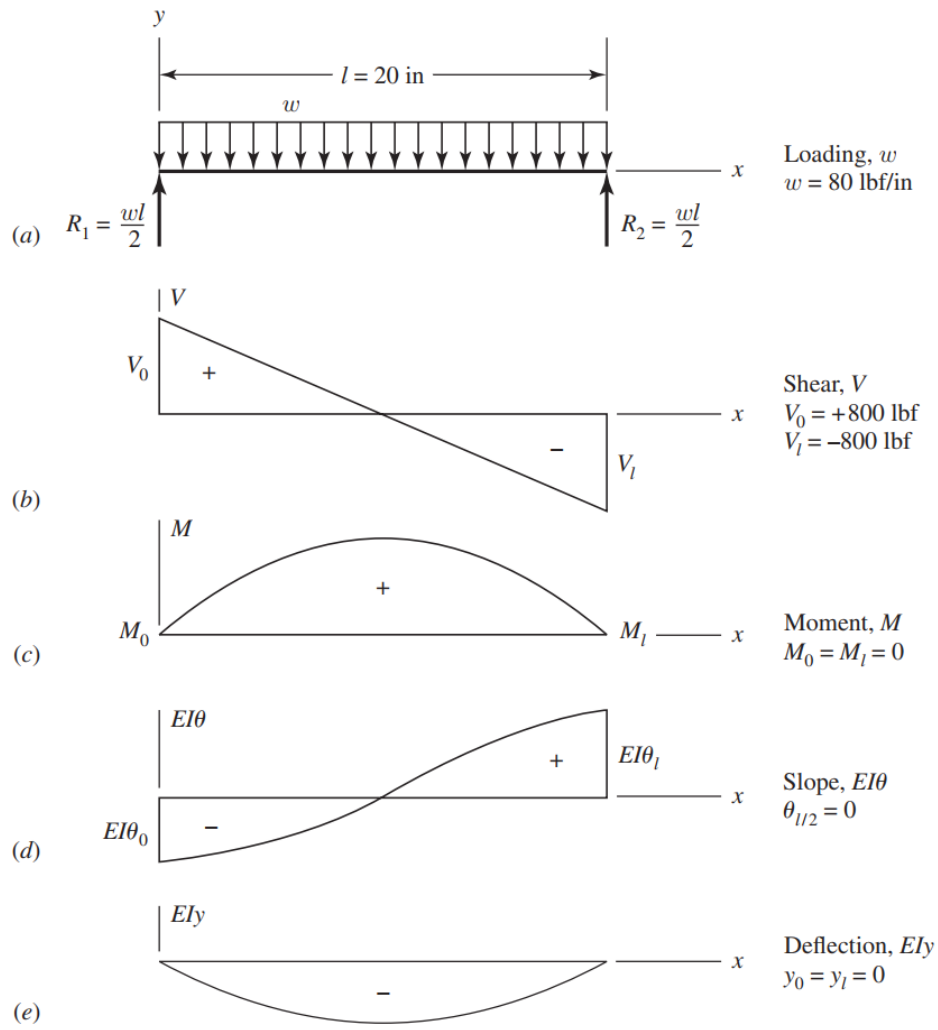 y
l = 20 in
w
x
Loading, w
w = 80 lbf/in
(a)
R₁ = wl/2
R₂ = wl/2
V
V₀
+
x
Shear, V
V₀ = +800 lbf
Vₗ = –800 lbf
–
Vₗ
(b)
M
+
M₀
Mₗ
x
Moment, M
M₀ = Mₗ = 0
(c)
EIθ
+
EIθₗ
x
Slope, EIθ
θ_{l/2} = 0
EIθ₀
–
(d)
EIy
x
Deflection, EIy
y₀ = yₗ = 0
–
(e)